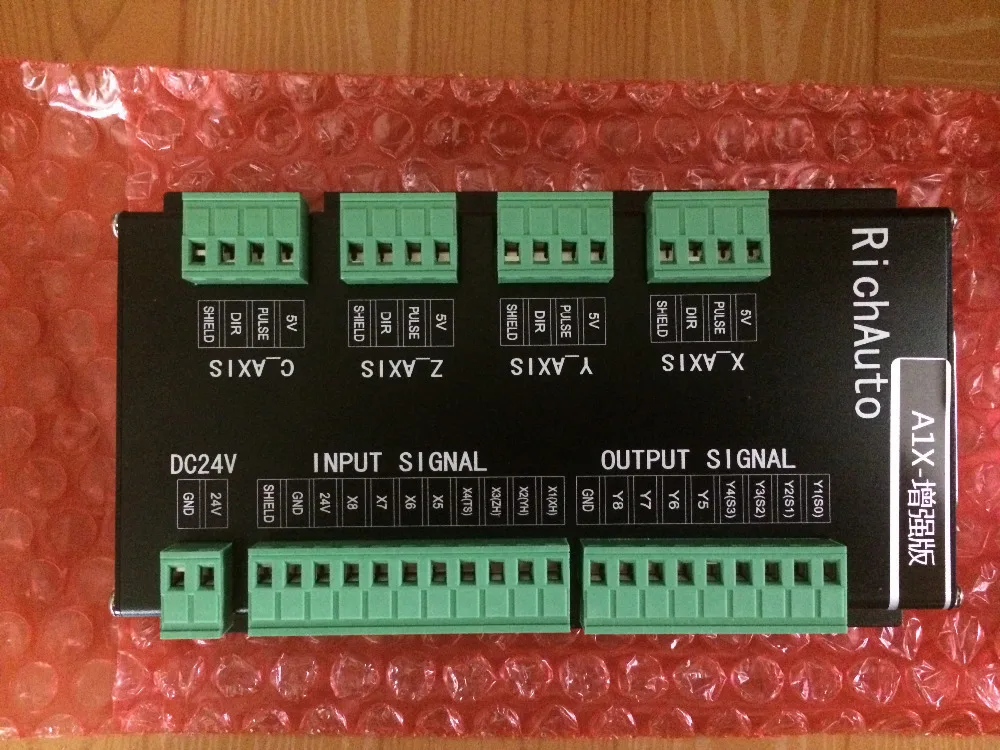 SHIELD DIR PULSE 5V
C_AXIS
SHIELD DIR PULSE 5V
Z_AXIS
SHIELD DIR PULSE 5V
Y_AXIS
SHIELD DIR PULSE 5V
X_AXIS
RichAuto
A1X-增强版
DC24V
GND 24V
INPUT SIGNAL
SHIELD GND 24V X8 X7 X6 X5 X4(TS) X3(ZH) X2(YH) X1(XH)
OUTPUT SIGNAL
GND Y8 Y7 Y6 Y5 Y4(S3) Y3(S2) Y2(S1) Y1(S0)